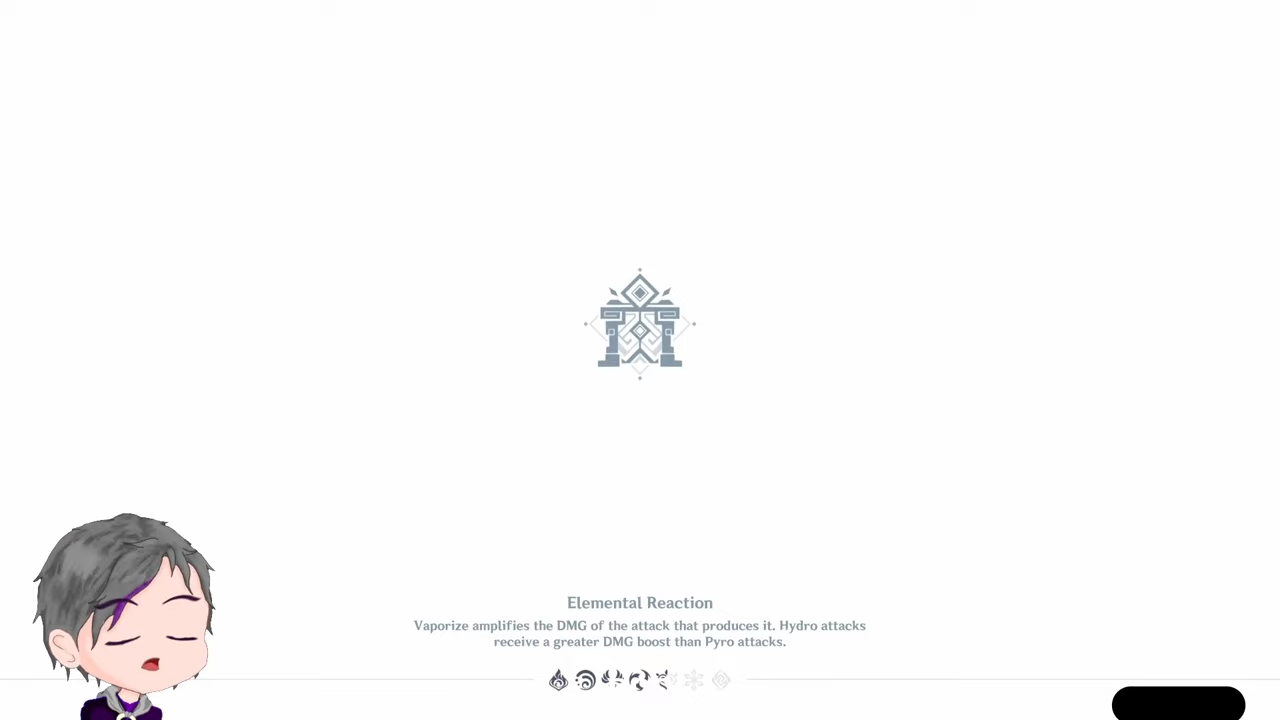 Elemental Reaction
Vaporize amplifies the DMG of the attack that produces it. Hydro attacks
receive a greater DMG boost than Pyro attacks.